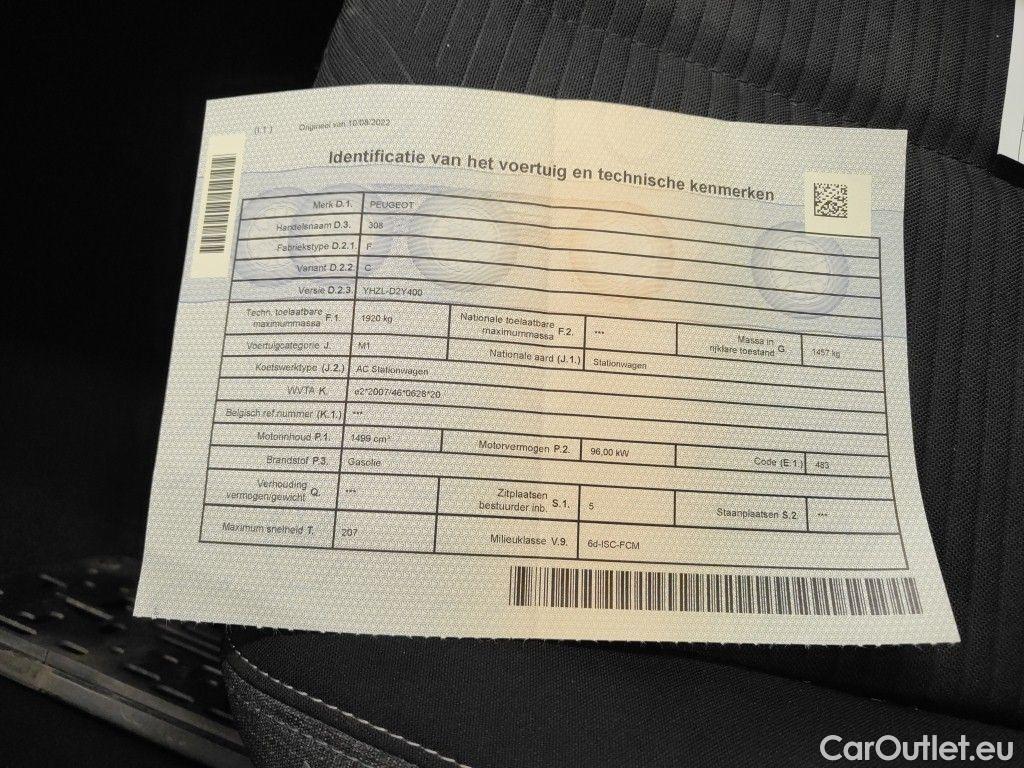 (I.T.) Origineel van 10/08/2022
Identificatie van het voertuig en technische kenmerken
Merk D.1. PEUGEOT
Handelsnaam D.3. 308
Fabriekstype D.2.1. F
Variant D.2.2. C
Versie D.2.3. YHZL-D2Y400
Techn. toelaatbare maximummassa F.1. 1920 kg Nationale toelaatbare maximummassa F.2. *** Massa in rijklare toestand G. 1457 kg
Voertuigcategorie J. M1 Nationale aard (J.1.) Stationwagen
Koetswerktype (J.2.) AC Stationwagen
WVTA K. e2*2007/46*0628*20
Belgisch ref.nummer (K.1.) ***
Motorinhoud P.1. 1499 cm³ Motorvermogen P.2. 96,00 kW Code (E.1.) 483
Brandstof P.3. Gasolie
Verhouding vermogen/gewicht Q. *** Zitplaatsen bestuurder inb. S.1. 5 Staanplaatsen S.2. ***
Maximum snelheid T. 207 Milieuklasse V.9. 6d-ISC-FCM
CarOutlet.eu